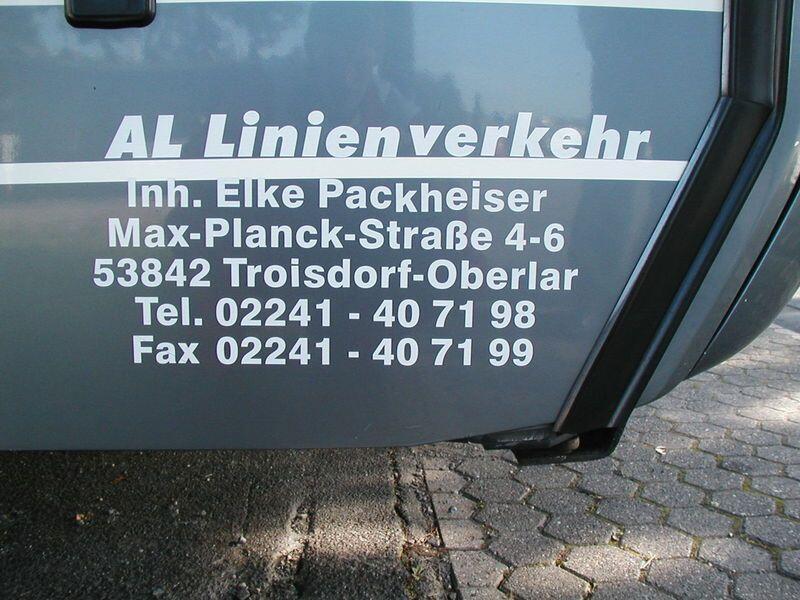 AL Linienverkehr
Inh. Elke Packheiser
Max-Planck-Straße 4-6
53842 Troisdorf-Oberlar
Tel. 02241 - 40 71 98
Fax 02241 - 40 71 99